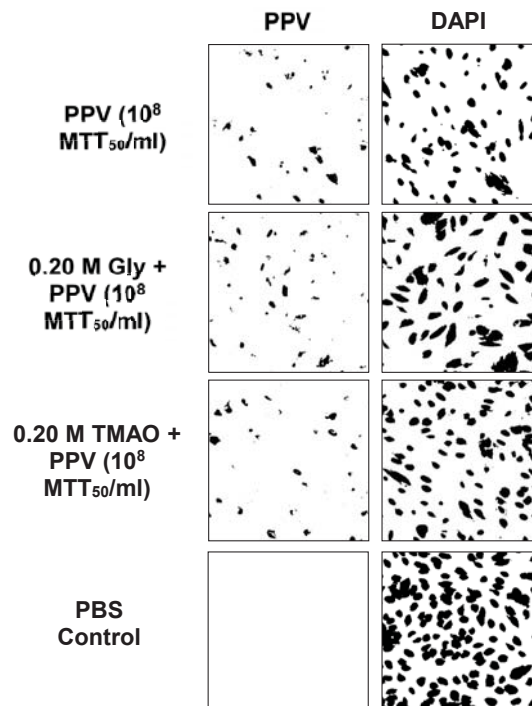 PPV DAPI
PPV (10⁸
MTT₅₀/ml)
0.20 M Gly +
PPV (10⁸
MTT₅₀/ml)
0.20 M TMAO +
PPV (10⁸
MTT₅₀/ml)
PBS
Control